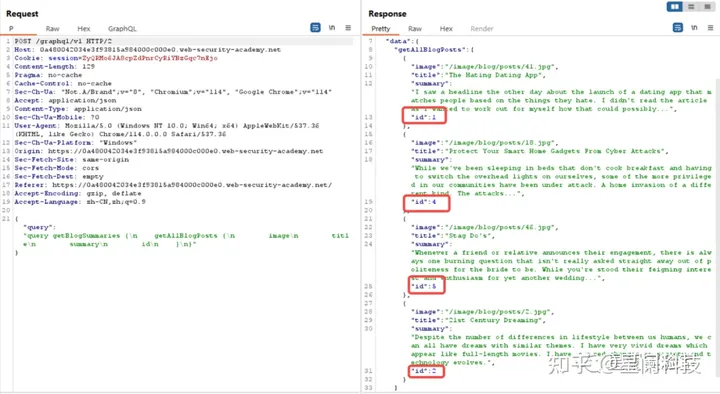 Request
P Raw Hex GraphQL
1 POST /graphql/v1 HTTP/2
2 Host: 0a480042034e3f93815a984000c000e0.web-security-academy.net
3 Cookie:
4 Content-Length: 129
5 Pragma: no-cache
6 Cache-Control: no-cache
7 Sec-Ch-Ua: "Not.A/Brand";v="8", "Chromium";v="114", "Google Chrome";v="114"
8 Accept: application/json
9 Content-Type: application/json
10 Sec-Ch-Ua-Mobile: ?0
11 User-Agent: Mozilla/5.0 (Windows NT 10.0; Win64; x64) AppleWebKit/537.36
(KHTML, like Gecko) Chrome/114.0.0.0 Safari/537.36
12 Sec-Ch-Ua-Platform: "Windows"
13 Origin: https://0a480042034e3f93815a984000c000e0.web-security-academy.net
14 Sec-Fetch-Site: same-origin
15 Sec-Fetch-Mode: cors
16 Sec-Fetch-Dest: empty
17 Referer: https://0a480042034e3f93815a984000c000e0.web-security-academy.net/
18 Accept-Encoding: gzip, deflate
19 Accept-Language: zh-CN,zh;q=0.9
20
21 {
"query":
"query getBlogSummaries {\n getAllBlogPosts {\n image\n titl
e\n summary\n id\n }\n}"
}
Response
Pretty Raw Hex Render
7 "data":{
8 "getAllBlogPosts":[
9 {
10 "image":"/image/blog/posts/41.jpg",
11 "title":"The Hating Dating App",
12 "summary":
"I saw a headline the other day about the launch of a dating app that m
atches people based on the things they hate. I didn't read the article
as I wanted to work out for myself how that could possibly...",
13 "id":1
14 },
15 {
16 "image":"/image/blog/posts/18.jpg",
17 "title":"Protect Your Smart Home Gadgets From Cyber Attacks",
18 "summary":
"While we've been sleeping in beds that don't cook breakfast and having
to switch the overhead lights on ourselves, some of the more privilege
d in our communities have been under attack. A home invasion of a diffe
rent kind. The attacks...",
19 "id":4
20 },
21 {
22 "image":"/image/blog/posts/46.jpg",
23 "title":"Stag Do's",
24 "summary":
"Whenever a friend or relative announces their engagement, there is alw
ays one burning question that isn't really asked straight away out of p
oliteness for the bride to be. While you're stood their feigning intere
st and enthusiasm for yet another wedding...",
25 "id":5
26 },
27 {
28 "image":"/image/blog/posts/2.jpg",
29 "title":"21st Century Dreaming",
30 "summary":
"Despite the number of differences in lifestyle between us humans, we c
an all have dreams with similar themes. I have very vivid dreams which
appear like full-length movies. I have
technology evolves.",
31 "id":2
32 }
33 ]
知乎 @星阑科技